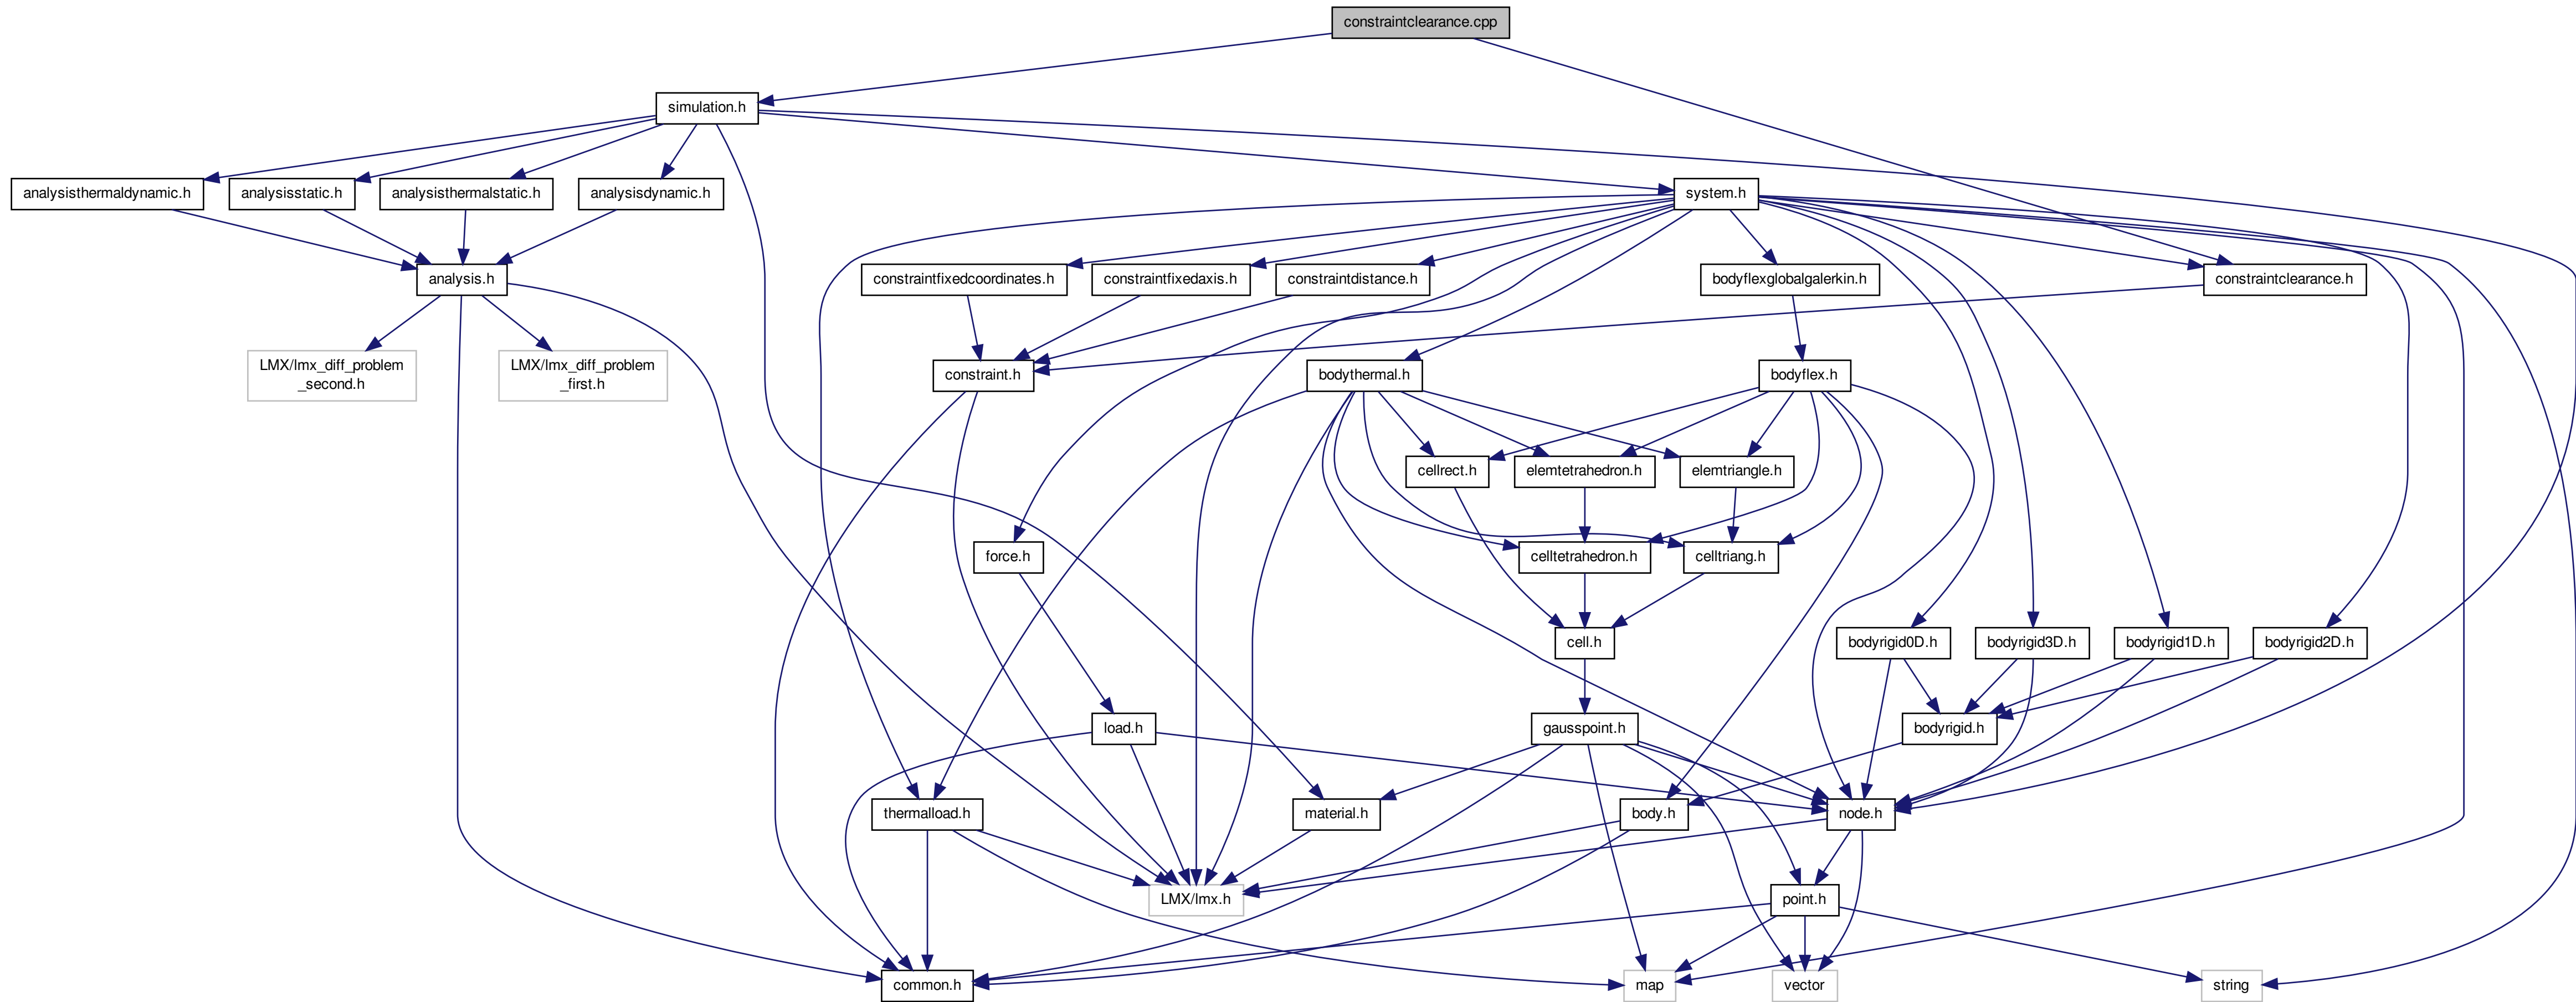 constraintclearance.cpp
simulation.h
analysisthermaldynamic.h
analysisstatic.h
analysisthermalstatic.h
analysisdynamic.h
system.h
analysis.h
constraintfixedcoordinates.h
constraintfixedaxis.h
constraintdistance.h
bodyflexglobalgalerkin.h
constraintclearance.h
LMX/lmx_diff_problem
_second.h
LMX/lmx_diff_problem
_first.h
constraint.h
bodythermal.h
bodyflex.h
cellrect.h
elemtetrahedron.h
elemtriangle.h
force.h
celltetrahedron.h
celltriang.h
cell.h
bodyrigid0D.h
bodyrigid3D.h
bodyrigid1D.h
bodyrigid2D.h
load.h
gausspoint.h
bodyrigid.h
thermalload.h
material.h
body.h
node.h
LMX/lmx.h
point.h
common.h
map
vector
string